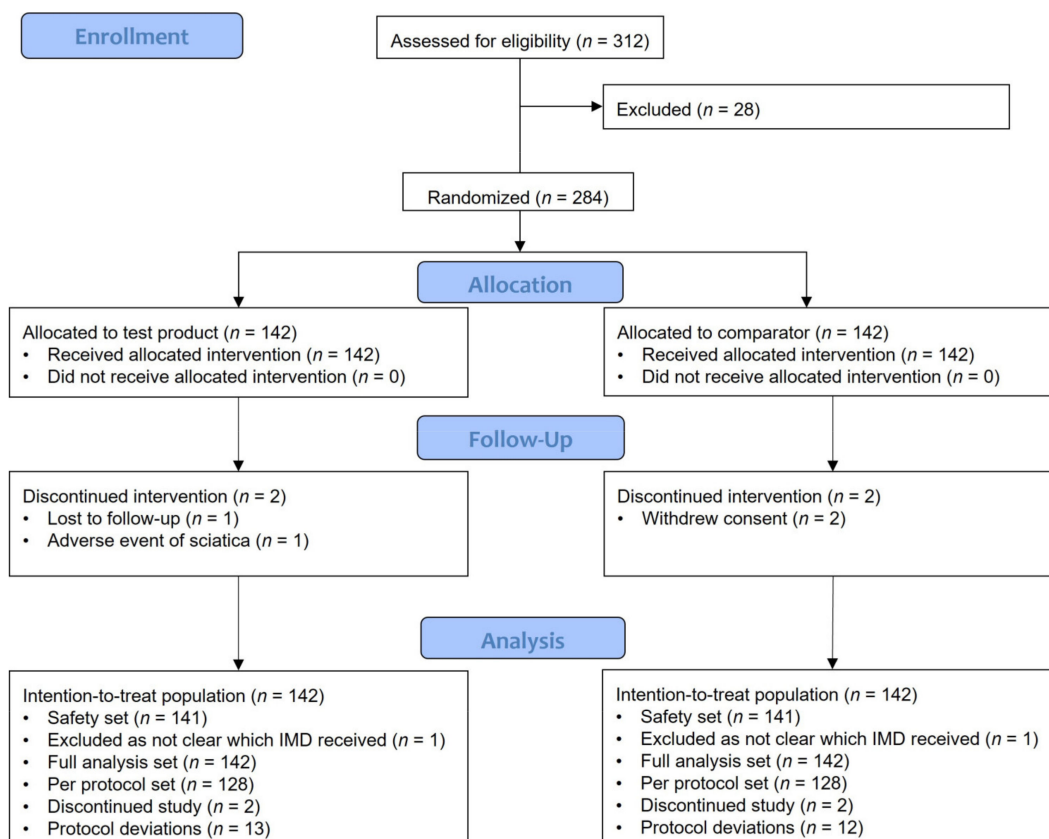 Enrollment
Assessed for eligibility (n = 312)
Excluded (n = 28)
Randomized (n = 284)
Allocation
Allocated to test product (n = 142)
• Received allocated intervention (n = 142)
• Did not receive allocated intervention (n = 0)
Allocated to comparator (n = 142)
• Received allocated intervention (n = 142)
• Did not receive allocated intervention (n = 0)
Follow-Up
Discontinued intervention (n = 2)
• Lost to follow-up (n = 1)
• Adverse event of sciatica (n = 1)
Discontinued intervention (n = 2)
• Withdrew consent (n = 2)
Analysis
Intention-to-treat population (n = 142)
• Safety set (n = 141)
• Excluded as not clear which IMD received (n = 1)
• Full analysis set (n = 142)
• Per protocol set (n = 128)
• Discontinued study (n = 2)
• Protocol deviations (n = 13)
Intention-to-treat population (n = 142)
• Safety set (n = 141)
• Excluded as not clear which IMD received (n = 1)
• Full analysis set (n = 142)
• Per protocol set (n = 128)
• Discontinued study (n = 2)
• Protocol deviations (n = 12)